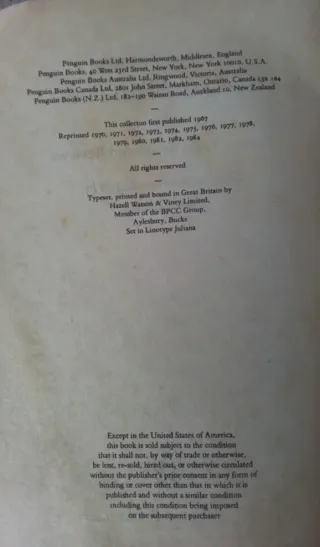 Penguin Books Ltd, Harmondsworth, Middlesex, England
Penguin Books, 40 West 23rd Street, New York, New York 10010, U.S.A.
Penguin Books Australia Ltd, Ringwood, Victoria, Australia
Penguin Books Canada Ltd, 2801 John Street, Markham, Ontario, Canada L3R 1B4
Penguin Books (N.Z.) Ltd, 182–190 Wairau Road, Auckland 10, New Zealand
—
This collection first published 1967
Reprinted 1970, 1971, 1972, 1973, 1974, 1975, 1976, 1977, 1978,
1979, 1980, 1981, 1982, 1984
—
All rights reserved
—
Typeset, printed and bound in Great Britain by
Hazell Watson & Viney Limited,
Member of the BPCC Group,
Aylesbury, Bucks
Set in Linotype Juliana
Except in the United States of America,
this book is sold subject to the condition
that it shall not, by way of trade or otherwise,
be lent, re-sold, hired out, or otherwise circulated
without the publisher's prior consent in any form of
binding or cover other than that in which it is
published and without a similar condition
including this condition being imposed
on the subsequent purchaser